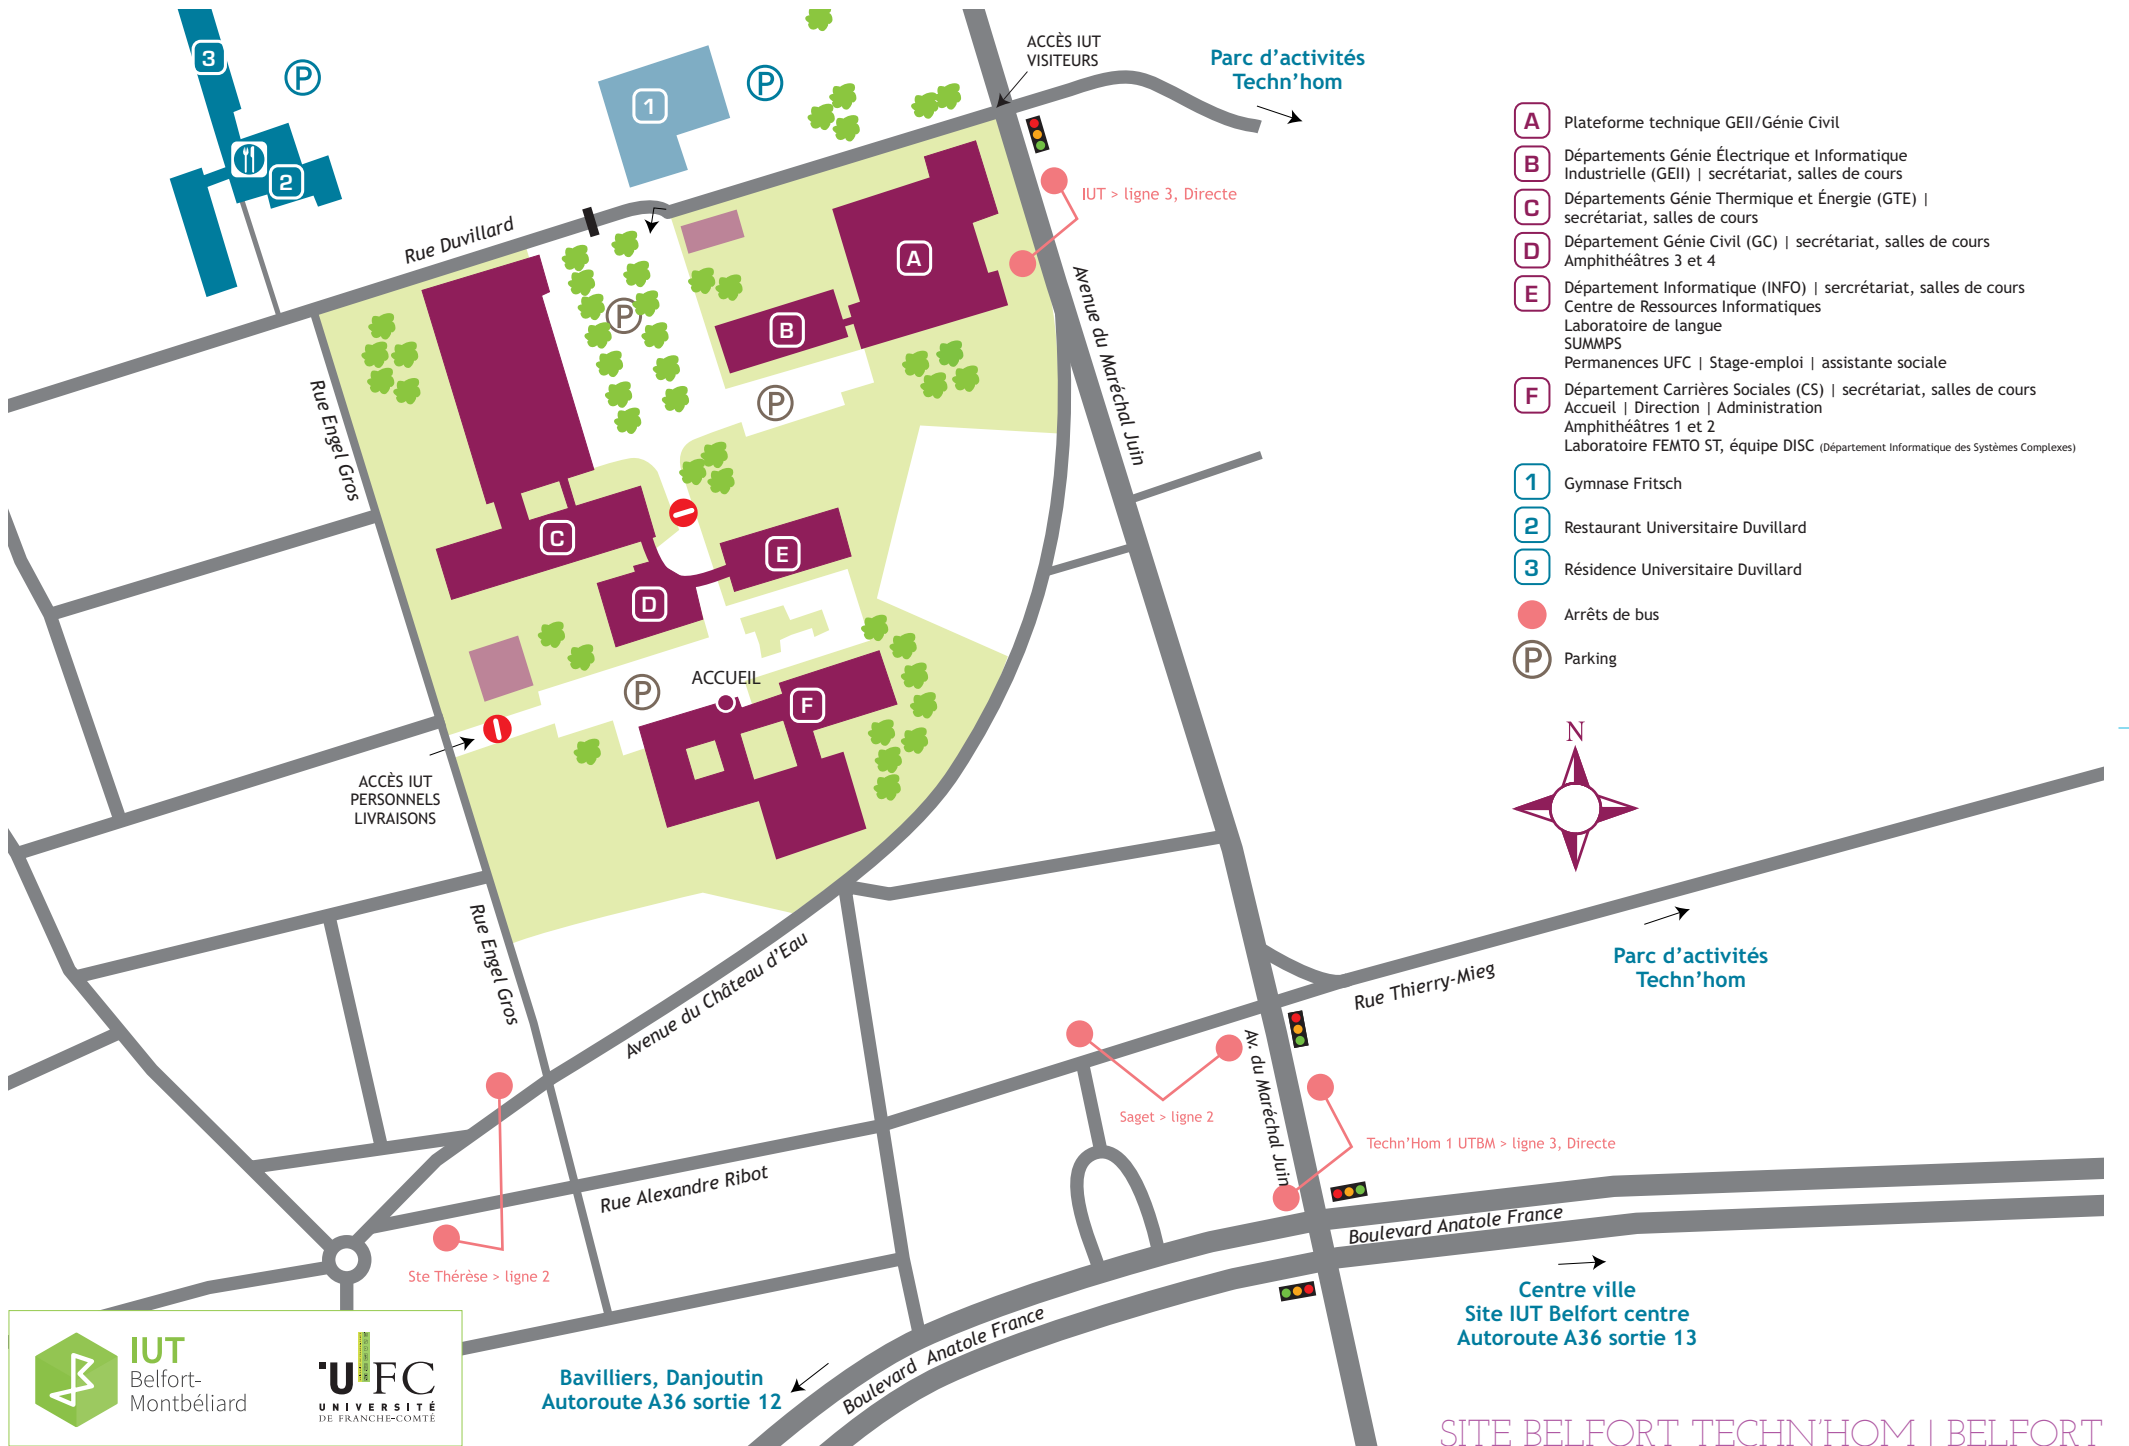 3
P
1
P
2
ACCÈS IUT
VISITEURS
Parc d'activités
Techn'hom
IUT > ligne 3, Directe
Rue Duvillard
A
B
P
P
Avenue du Maréchal Juin
Rue Engel Gros
C
E
D
P
ACCUEIL
F
ACCÈS IUT
PERSONNELS
LIVRAISONS
Rue Engel Gros
Avenue du Château d'Eau
A
Plateforme technique GEII/Génie Civil
B
Départements Génie Électrique et Informatique
Industrielle (GEII) | secrétariat, salles de cours
C
Départements Génie Thermique et Énergie (GTE) |
secrétariat, salles de cours
D
Département Génie Civil (GC) | secrétariat, salles de cours
Amphithéâtres 3 et 4
E
Département Informatique (INFO) | sercrétariat, salles de cours
Centre de Ressources Informatiques
Laboratoire de langue
SUMMPS
Permanences UFC | Stage-emploi | assistante sociale
F
Département Carrières Sociales (CS) | secrétariat, salles de cours
Accueil | Direction | Administration
Amphithéâtres 1 et 2
Laboratoire FEMTO ST, équipe DISC (Département Informatique des Systèmes Complexes)
1
Gymnase Fritsch
2
Restaurant Universitaire Duvillard
3
Résidence Universitaire Duvillard
Arrêts de bus
P
Parking
N
Parc d'activités
Techn'hom
Rue Thierry-Mieg
Av. du Maréchal Juin
Saget > ligne 2
Techn'Hom 1 UTBM > ligne 3, Directe
Rue Alexandre Ribot
Ste Thérèse > ligne 2
Boulevard Anatole France
Centre ville
Site IUT Belfort centre
Autoroute A36 sortie 13
Boulevard Anatole France
Bavilliers, Danjoutin
Autoroute A36 sortie 12
IUT
Belfort-
Montbéliard
UFC
UNIVERSITÉ
DE FRANCHE-COMTÉ
SITE BELFORT TECHN'HOM | BELFORT